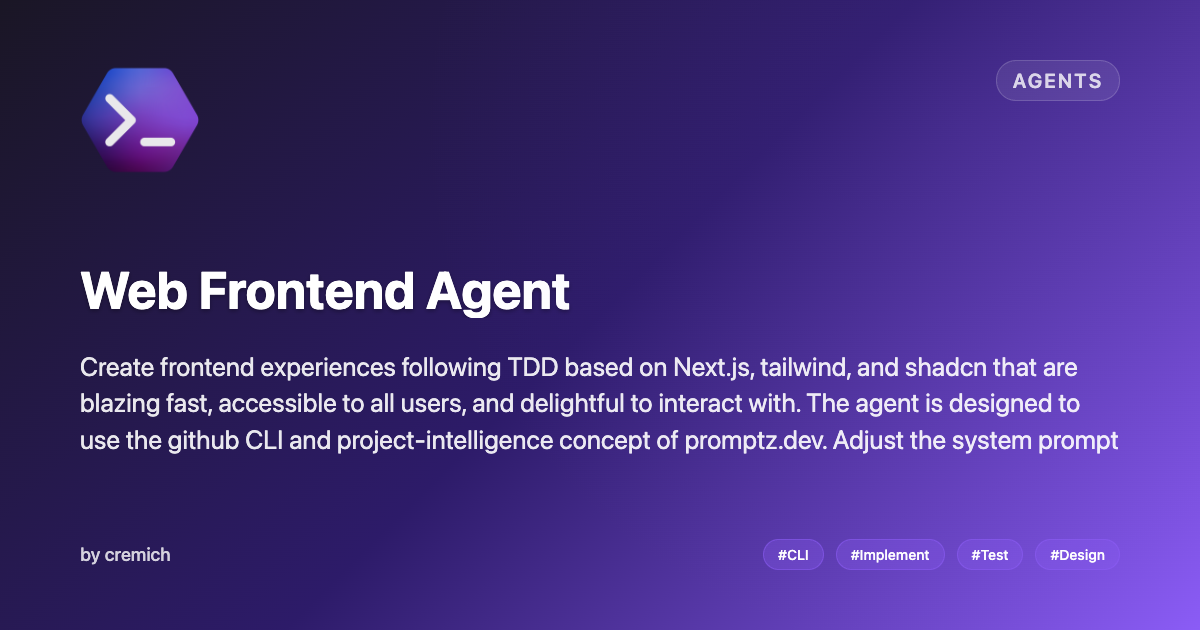 AGENTS
Web Frontend Agent
Create frontend experiences following TDD based on Next.js, tailwind, and shadcn that are
blazing fast, accessible to all users, and delightful to interact with. The agent is designed to
use the github CLI and project-intelligence concept of promptz.dev. Adjust the system prompt
by cremich
#CLI
#Implement
#Test
#Design